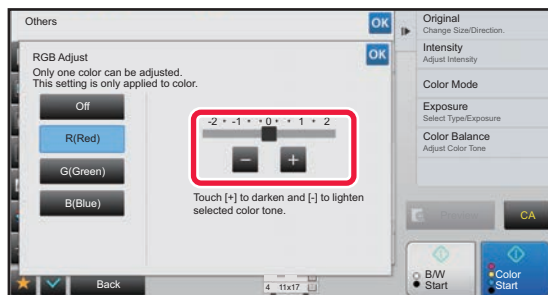 Others
OK
RGB Adjust
OK
Only one color can be adjusted.
This setting is only applied to color.
Off
R(Red)
G(Green)
B(Blue)
-2 • -1 • •0• • 1 • 2
− +
Touch [+] to darken and [-] to lighten
selected color tone.
Original
Change Size/Direction.
Intensity
Adjust Intensity
Color Mode
Exposure
Select Type/Exposure
Color Balance
Adjust Color Tone
Preview
CA
B/W
Start
Color
Start
Back
4 11x17